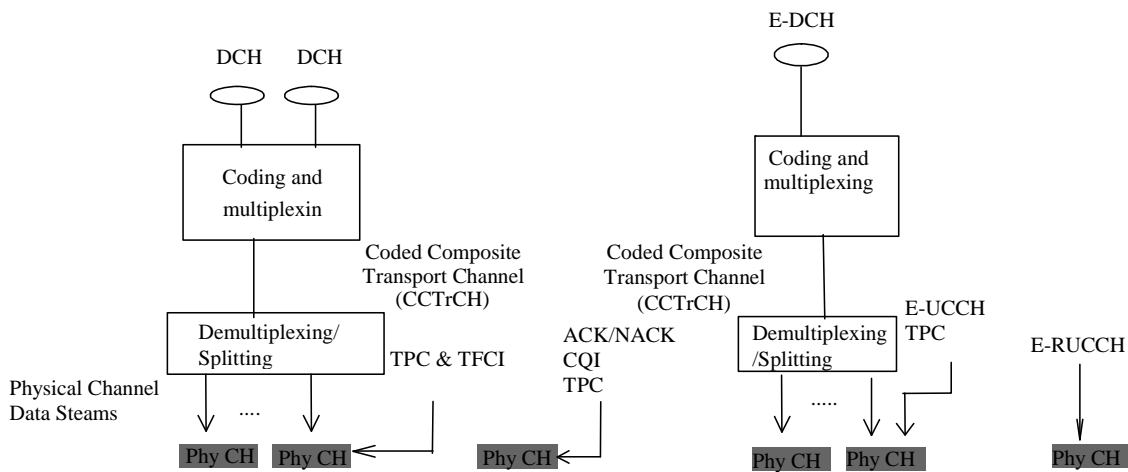 E-DCH
DCH DCH
Coding and
multiplexin
Coding and
multiplexing
Coded Composite
Transport Channel
(CCTrCH)
Coded Composite
Transport Channel
(CCTrCH)
Demultiplexing/
Splitting
TPC & TFCI
ACK/NACK
CQI
TPC
Demultiplexing
/Splitting
E-UCCH
TPC
E-RUCCH
Physical Channel
Data Steams
....
.....
Phy CH
Phy CH
Phy CH
Phy CH
Phy CH
Phy CH